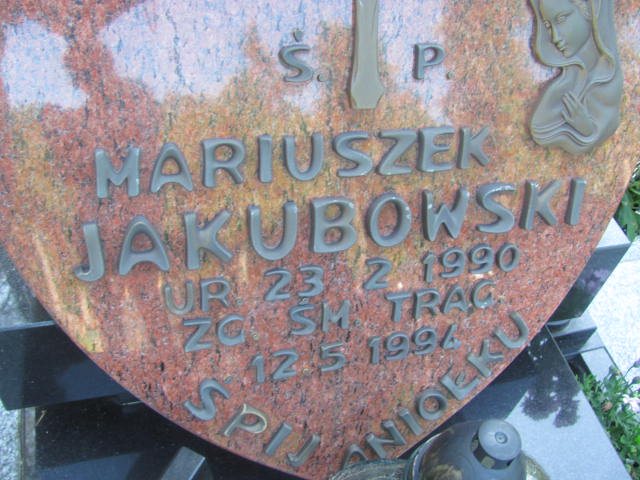 Ś. P.
MARIUSZEK
JAKUBOWSKI
UR. 23 2 1990
ZG. ŚM. TRAG.
12 5 1994
ŚPIJ ANIOŁKU